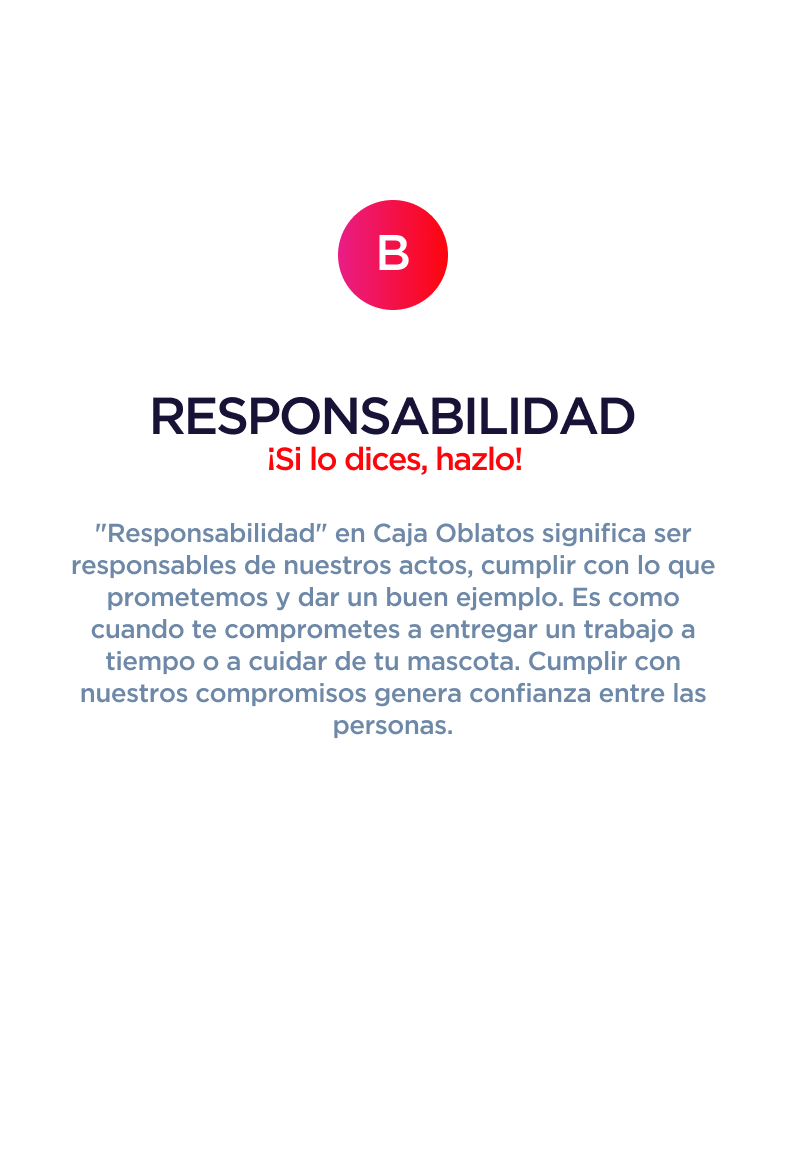 B
RESPONSABILIDAD
¡Si lo dices, hazlo!
"Responsabilidad" en Caja Oblatos significa ser
responsables de nuestros actos, cumplir con lo que
prometemos y dar un buen ejemplo. Es como
cuando te comprometes a entregar un trabajo a
tiempo o a cuidar de tu mascota. Cumplir con
nuestros compromisos genera confianza entre las
personas.